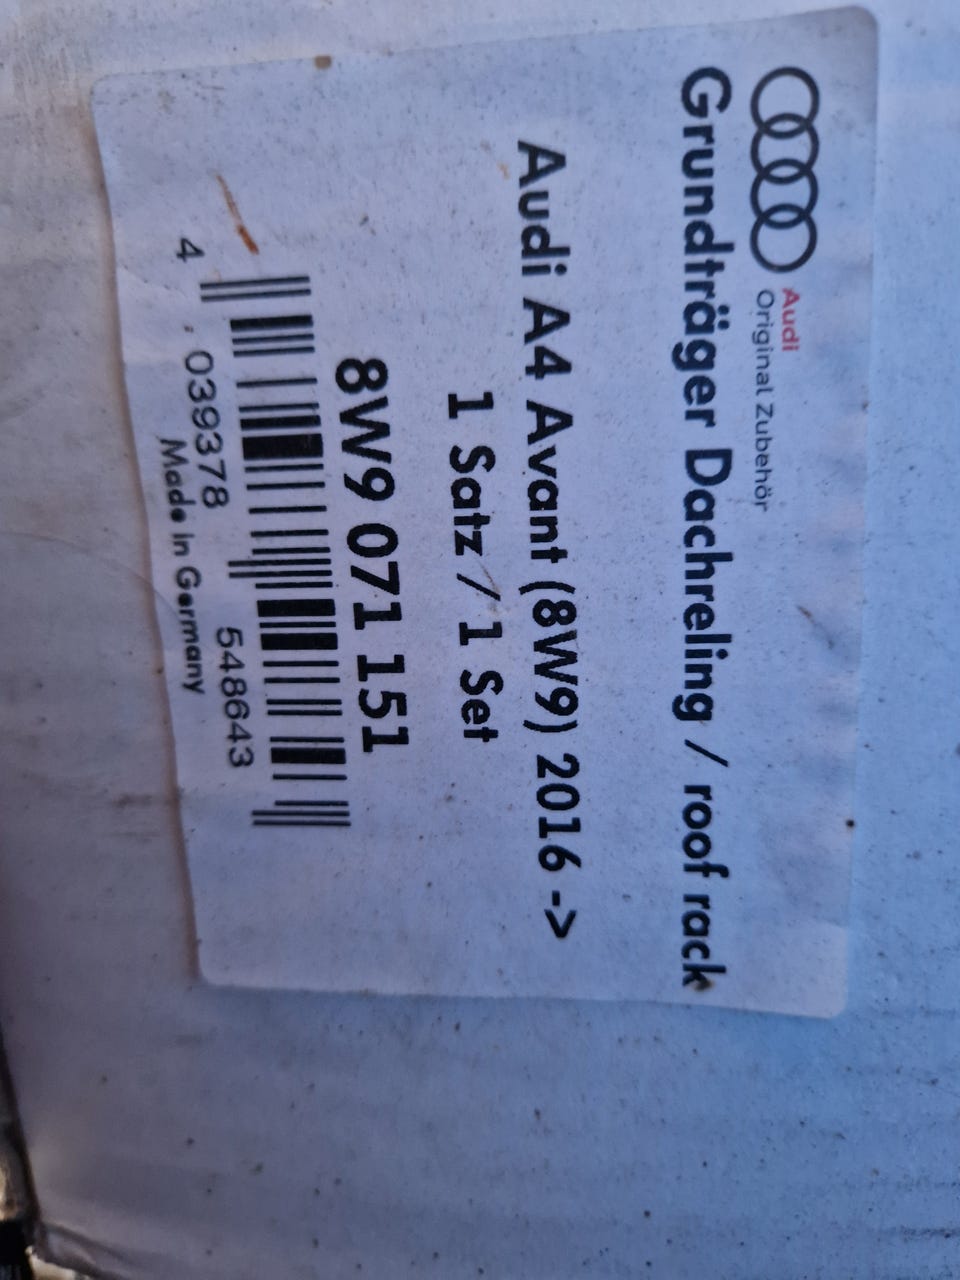 Audi
Original Zubehör
Grundträger Dachreling / roof rack
Audi A4 Avant (8W9) 2016 ->
1 Satz / 1 Set
8W9 071 151
4 039378 548643
Made in Germany